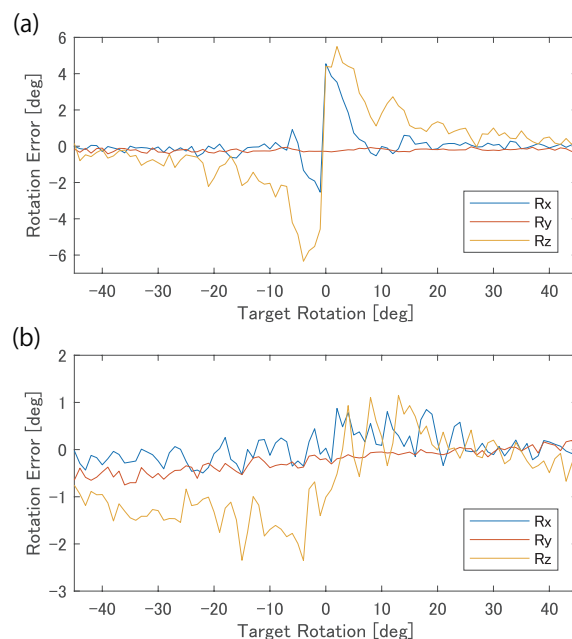 (a)
Rotation Error [deg]
6
4
2
0
−2
−4
−6
Rx
Ry
Rz
−40 −30 −20 −10 0 10 20 30 40
Target Rotation [deg]
(b)
Rotation Error [deg]
2
1
0
−1
−2
−3
Rx
Ry
Rz
−40 −30 −20 −10 0 10 20 30 40
Target Rotation [deg]